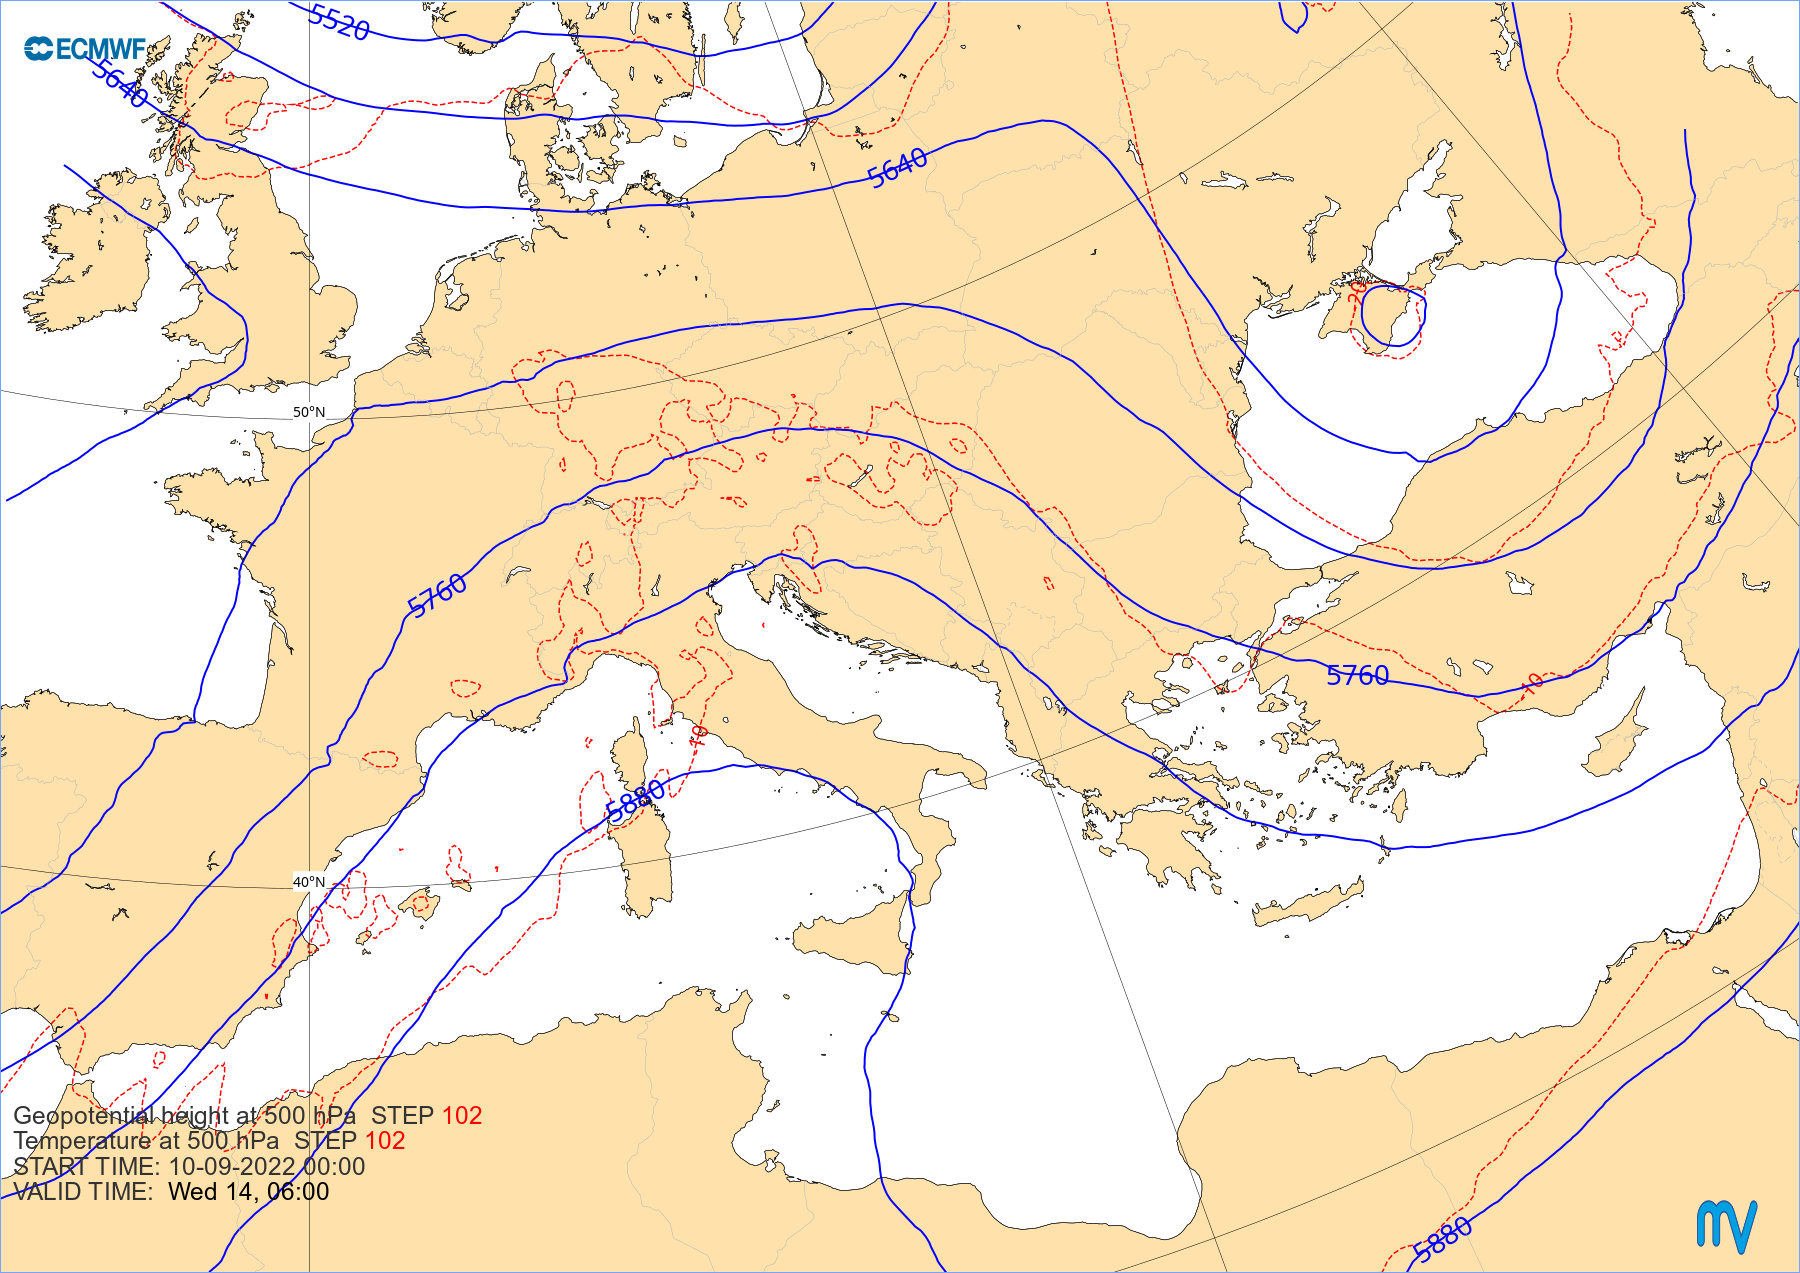 5520
ECMWF
5640
5640
20
-14
50°N
5760
5760
-10
10
5880
40°N
Geopotential height at 500 hPa STEP 102
Temperature at 500 hPa STEP 102
START TIME: 10-09-2022 00:00
VALID TIME: Wed 14, 06:00
5880